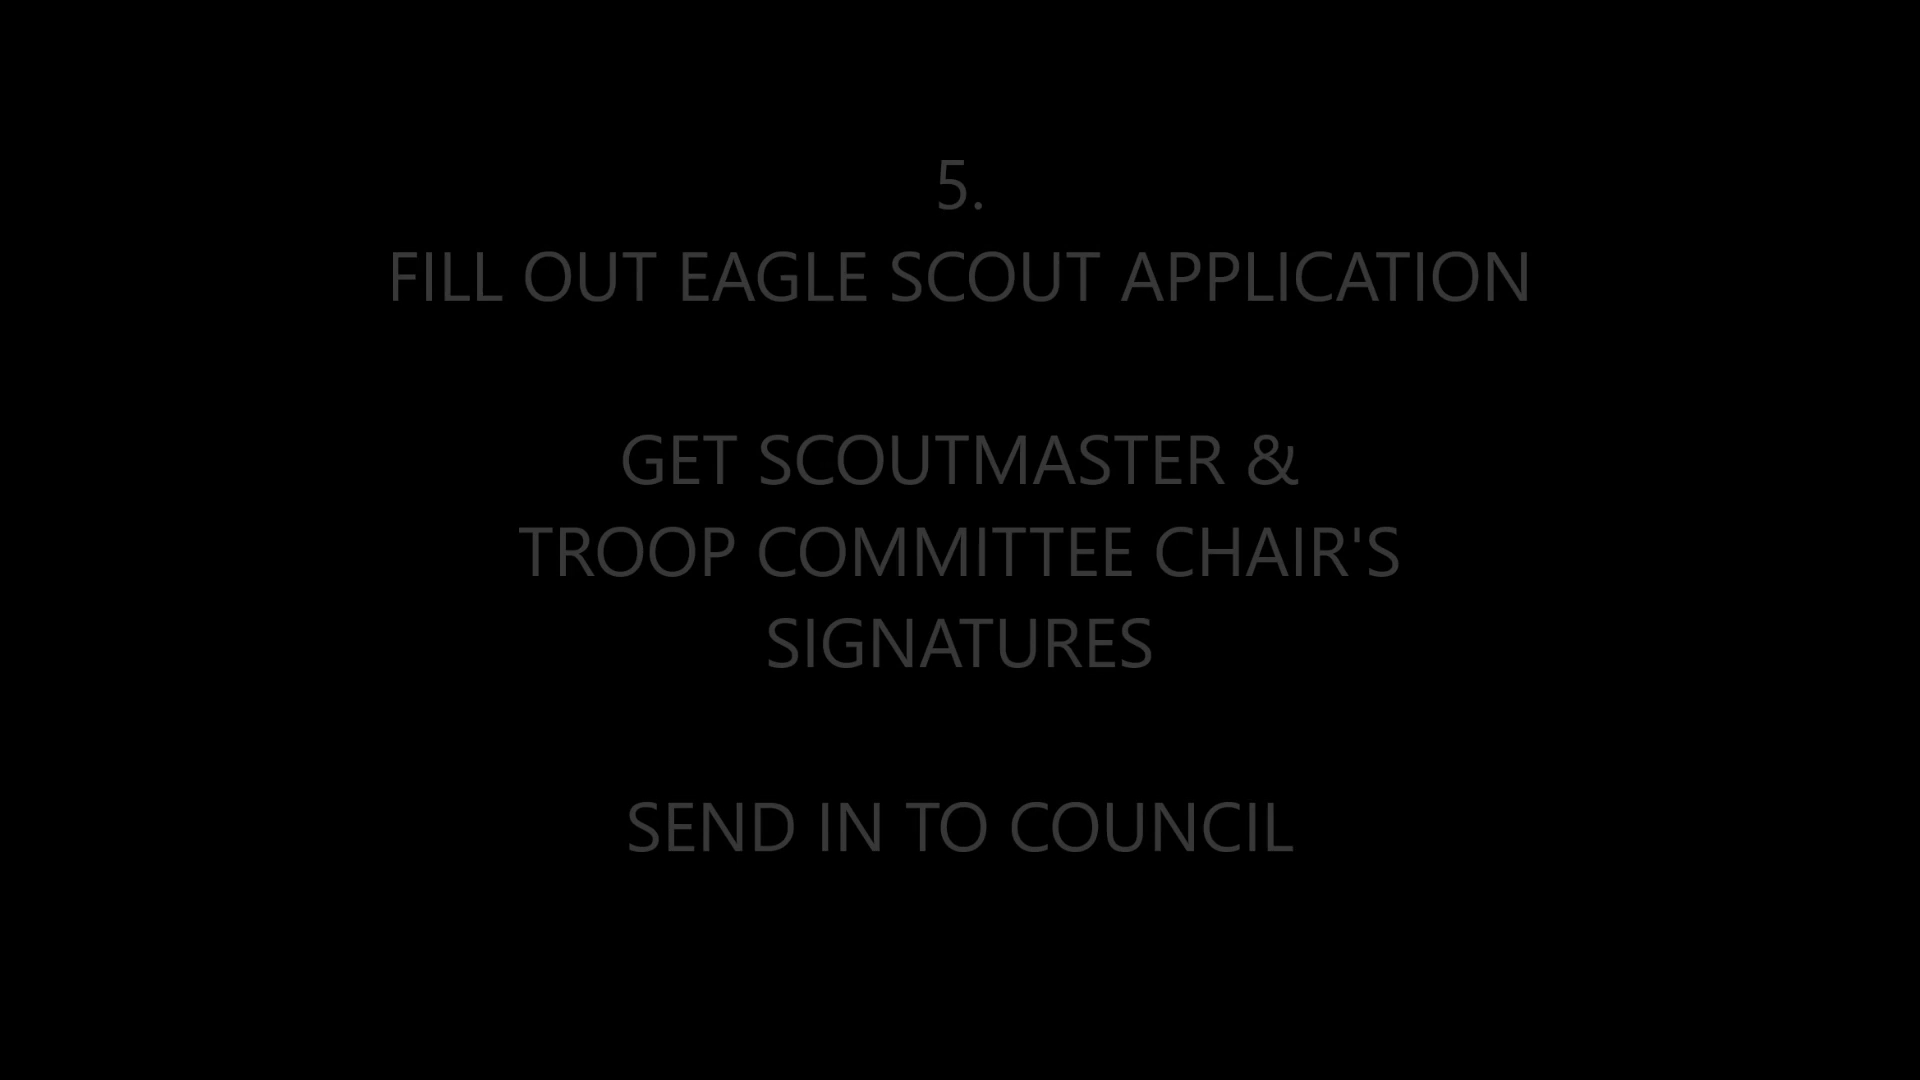 5.
FILL OUT EAGLE SCOUT APPLICATION
GET SCOUTMASTER &
TROOP COMMITTEE CHAIR'S
SIGNATURES
SEND IN TO COUNCIL